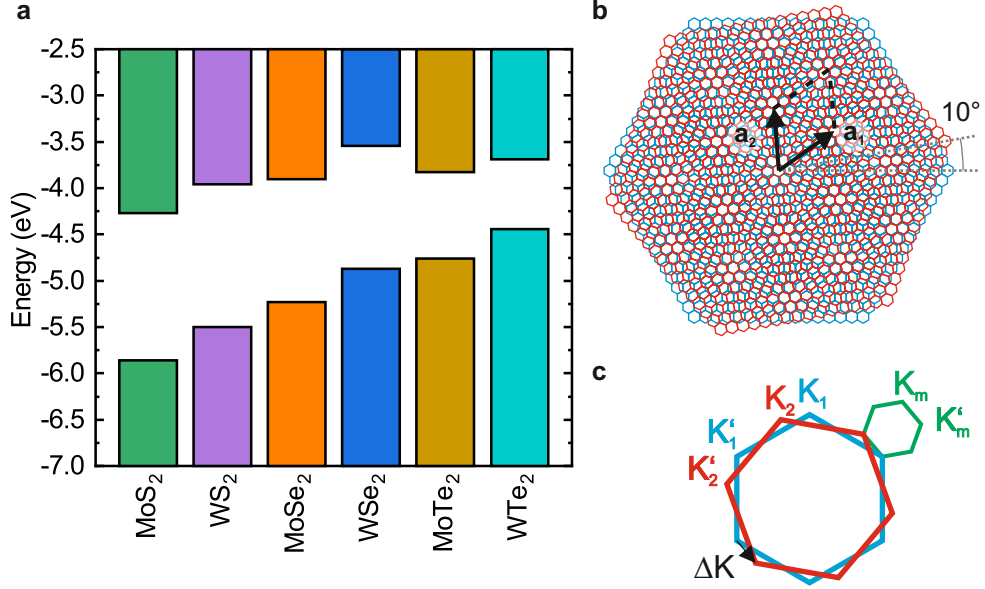 a
-2.5
-3.0
-3.5
-4.0
-4.5
-5.0
-5.5
-6.0
-6.5
-7.0
Energy (eV)
MoS₂
WS₂
MoSe₂
WSe₂
MoTe₂
WTe₂
b
a₂
a₁
10°
c
K₂ K₁
K‘₁
K‘₂
Kₘ
K‘ₘ
ΔK